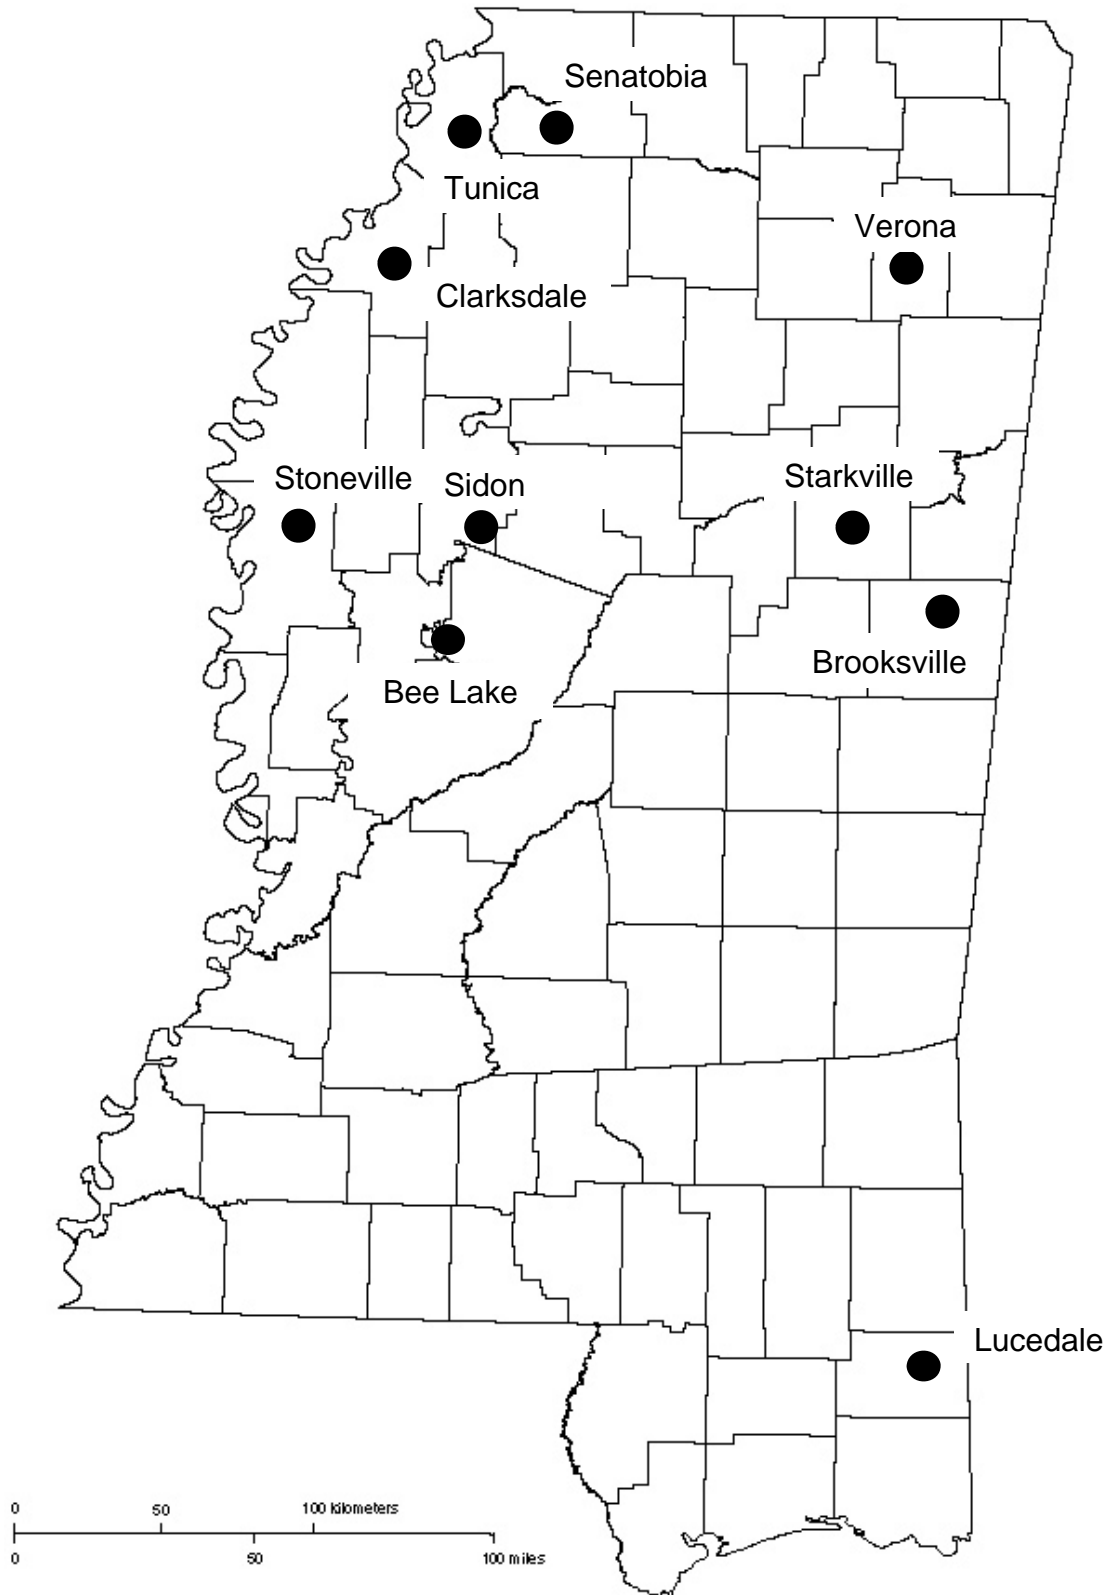 Senatobia
Tunica
Verona
Clarksdale
Stoneville
Sidon
Starkville
Brooksville
Bee Lake
Lucedale
0 50 100 kilometers
0 50 100 miles